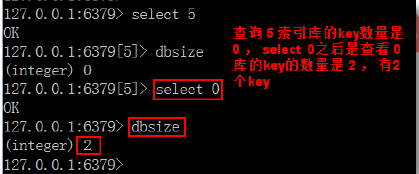 127.0.0.1:6379> select 5
OK
127.0.0.1:6379[5]> dbsize
(integer) 0
127.0.0.1:6379[5]> select 0
OK
127.0.0.1:6379> dbsize
(integer) 2
127.0.0.1:6379>
查询 5 索引库的key数量是
0 ， select 0之后是查看 0
库的key的数量是 2 ， 有2
个key